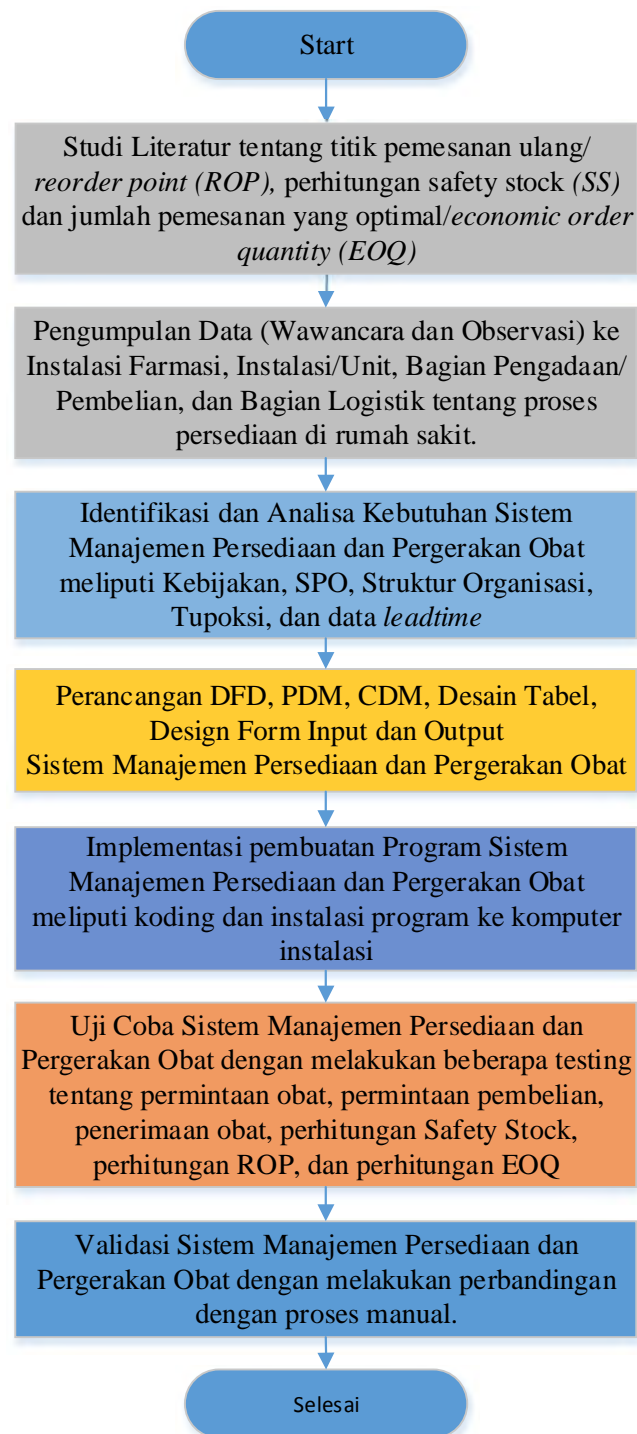 Start
Studi Literatur tentang titik pemesanan ulang/
reorder point (ROP), perhitungan safety stock (SS)
dan jumlah pemesanan yang optimal/economic order
quantity (EOQ)
Pengumpulan Data (Wawancara dan Observasi) ke
Instalasi Farmasi, Instalasi/Unit, Bagian Pengadaan/
Pembelian, dan Bagian Logistik tentang proses
persediaan di rumah sakit.
Identifikasi dan Analisa Kebutuhan Sistem
Manajemen Persediaan dan Pergerakan Obat
meliputi Kebijakan, SPO, Struktur Organisasi,
Tupoksi, dan data leadtime
Perancangan DFD, PDM, CDM, Desain Tabel,
Design Form Input dan Output
Sistem Manajemen Persediaan dan Pergerakan Obat
Implementasi pembuatan Program Sistem
Manajemen Persediaan dan Pergerakan Obat
meliputi koding dan instalasi program ke komputer
instalasi
Uji Coba Sistem Manajemen Persediaan dan
Pergerakan Obat dengan melakukan beberapa testing
tentang permintaan obat, permintaan pembelian,
penerimaan obat, perhitungan Safety Stock,
perhitungan ROP, dan perhitungan EOQ
Validasi Sistem Manajemen Persediaan dan
Pergerakan Obat dengan melakukan perbandingan
dengan proses manual.
Selesai